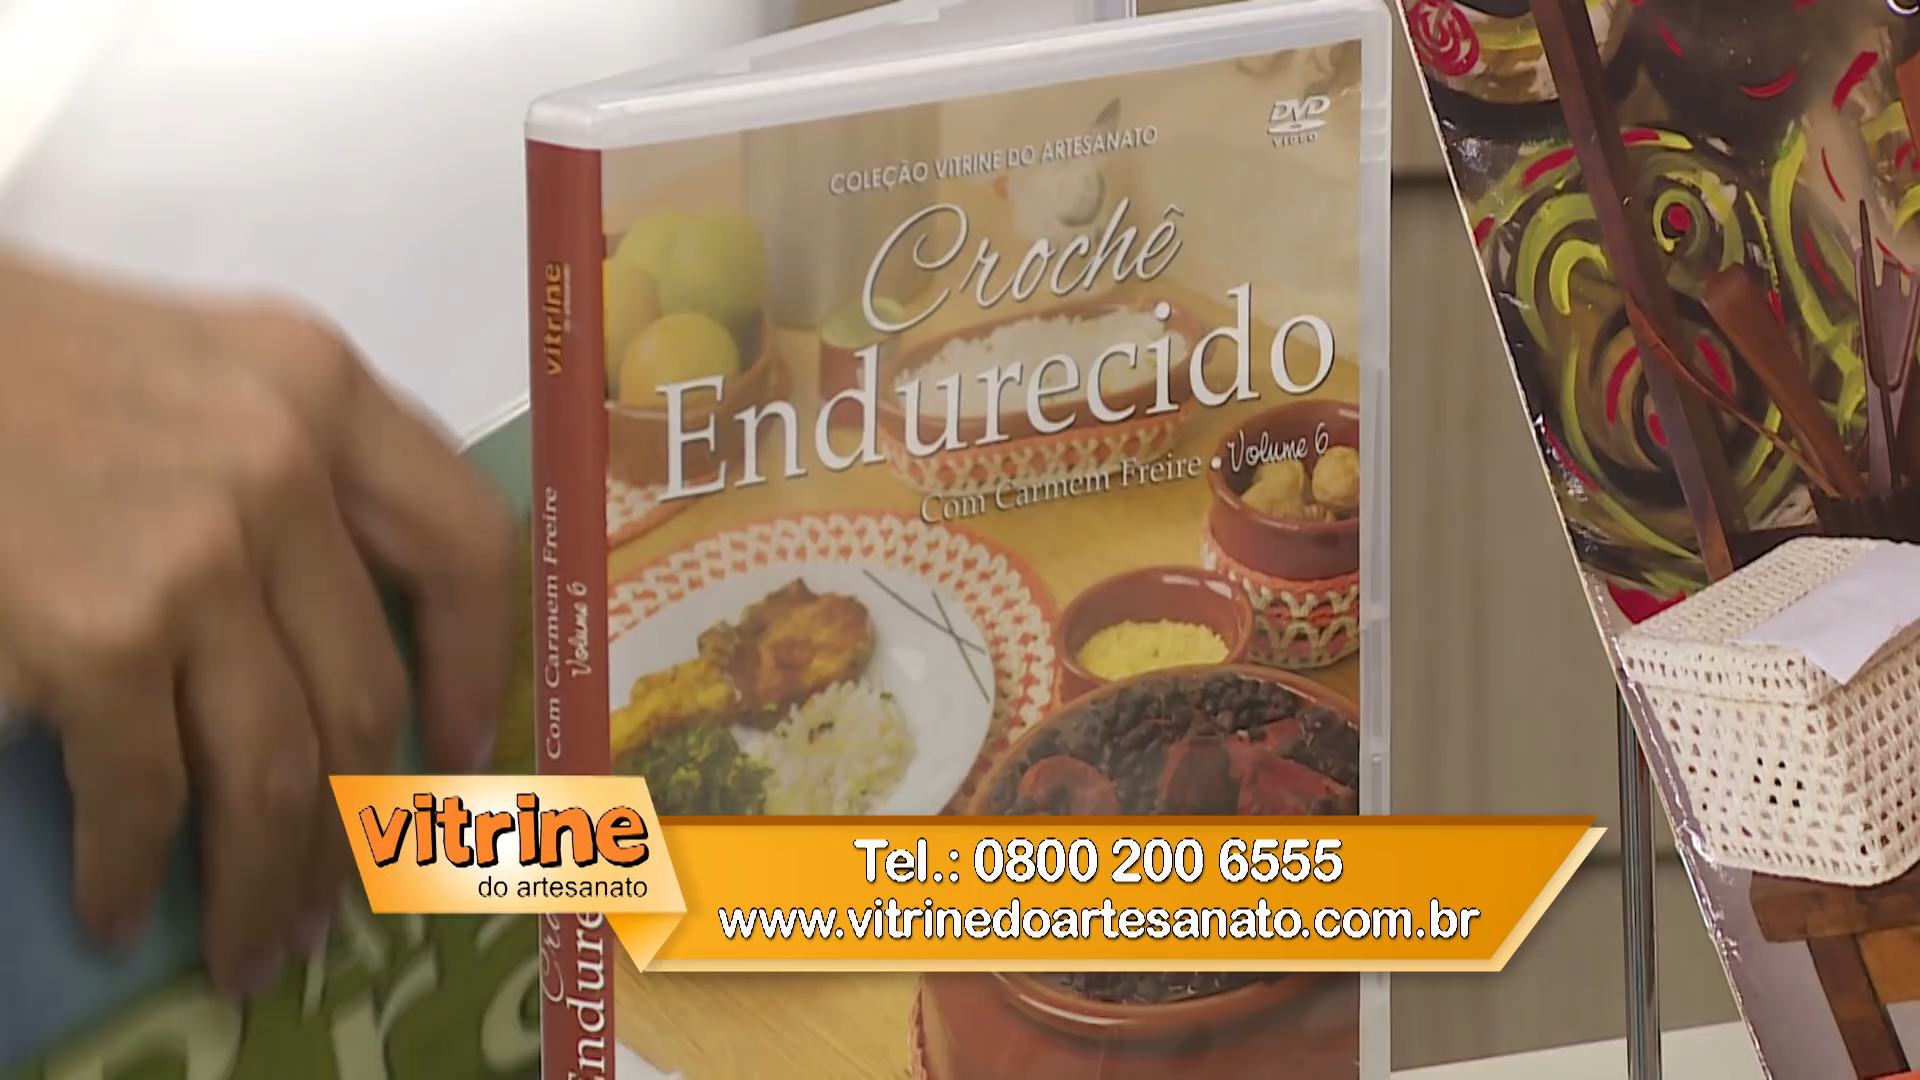 DVD
VIDEO
COLEÇÃO VITRINE DO ARTESANATO
Crochê
Endurecido
Com Carmem Freire • Volume 6
vitrine
Com Carmem Freire
Volume 6
Endure
vitrine
do artesanato
Tel.: 0800 200 6555
www.vitrinedoartesanato.com.br